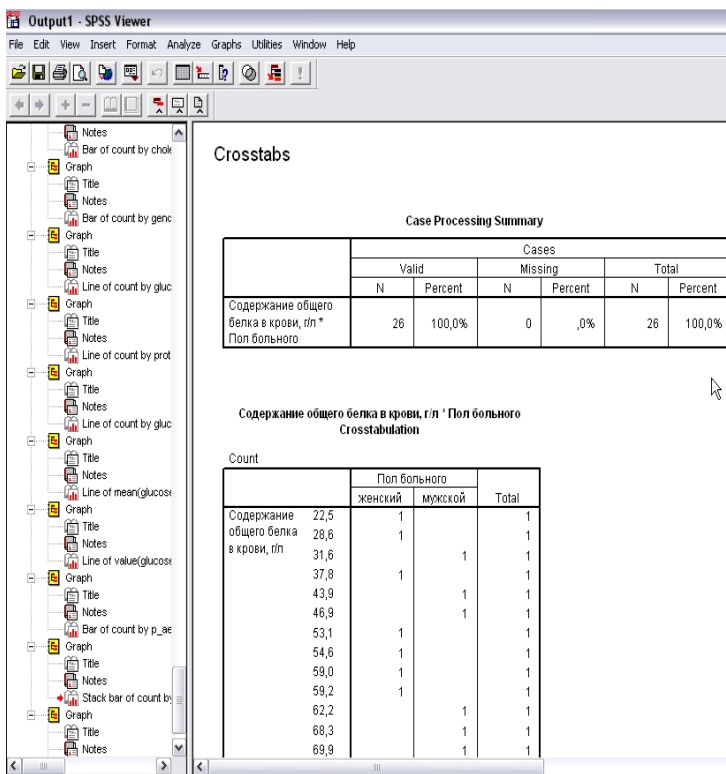 Output1 - SPSS Viewer
File Edit View Insert Format Analyze Graphs Utilities Window Help
Notes
Bar of count by chole
Graph
Title
Notes
Bar of count by genc
Graph
Title
Notes
Line of count by gluc
Graph
Title
Notes
Line of count by prot
Graph
Title
Notes
Line of count by gluc
Graph
Title
Notes
Line of mean(glucose
Graph
Title
Notes
Line of value(glucose
Graph
Title
Notes
Bar of count by p_ae
Graph
Title
Notes
Stack bar of count by
Graph
Title
Notes
Crosstabs
Case Processing Summary
Cases
Valid Missing Total
N Percent N Percent N Percent
Содержание общего
белка в крови, г/л *
Пол больного
26 100,0% 0 ,0% 26 100,0%
Содержание общего белка в крови, г/л * Пол больного
Crosstabulation
Count
Пол больного
женский мужской Total
Содержание
общего белка
в крови, г/л
22,5 1 1
28,6 1 1
31,6 1 1
37,8 1 1
43,9 1 1
46,9 1 1
53,1 1 1
54,6 1 1
59,0 1 1
59,2 1 1
62,2 1 1
68,3 1 1
69,9 1 1